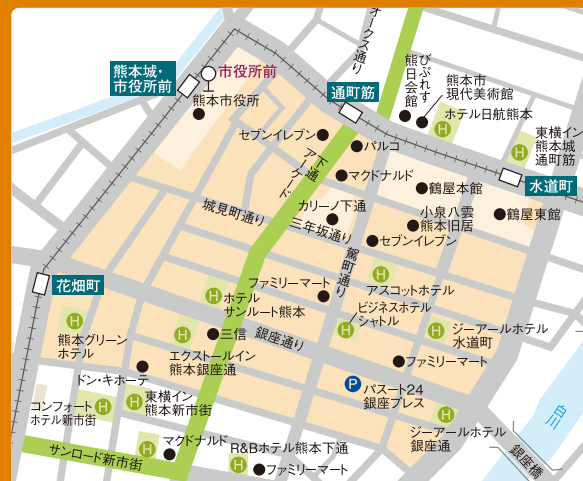 オークス通り
びぷれす
熊日会館
熊本市
現代美術館
熊本城・
市役所前
市役所前
通町筋
ホテル日航熊本
H
熊本市役所
東横イン
熊本城
通町筋
H
セブンイレブン
パルコ
下通
アーケード
マクドナルド
水道町
鶴屋本館
城見町通り
カリーノ下通
三年坂通り
小泉八雲
熊本旧居
鶴屋東館
セブンイレブン
駕町通り
花畑町
ファミリーマート
H
アスコットホテル
H
ホテル
サンルート熊本
ビジネスホテル
シャトル
H
H
熊本グリーン
ホテル
H
三信
銀座通り
H
ジーアールホテル
水道町
エクストールイン
熊本銀座通
ファミリーマート
ドン・キホーテ
P
パスート24
銀座プレス
コンフォート
ホテル新市街
H
H
東横イン
熊本新市街
H
ジーアールホテル
銀座通
白川
H
マクドナルド
R&Bホテル熊本下通
銀座橋
サンロード新市街
H
ファミリーマート